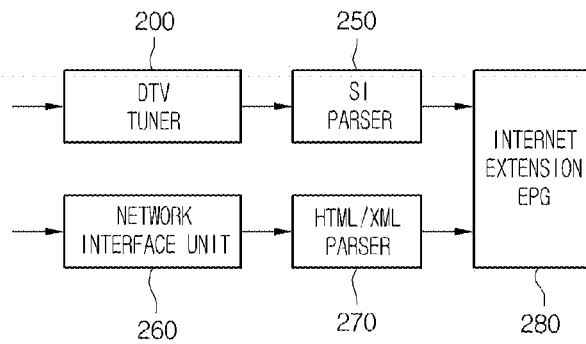 200
250
DTV
TUNER
SI
PARSER
INTERNET
EXTENSION
EPG
NETWORK
INTERFACE UNIT
HTML/XML
PARSER
260
270
280